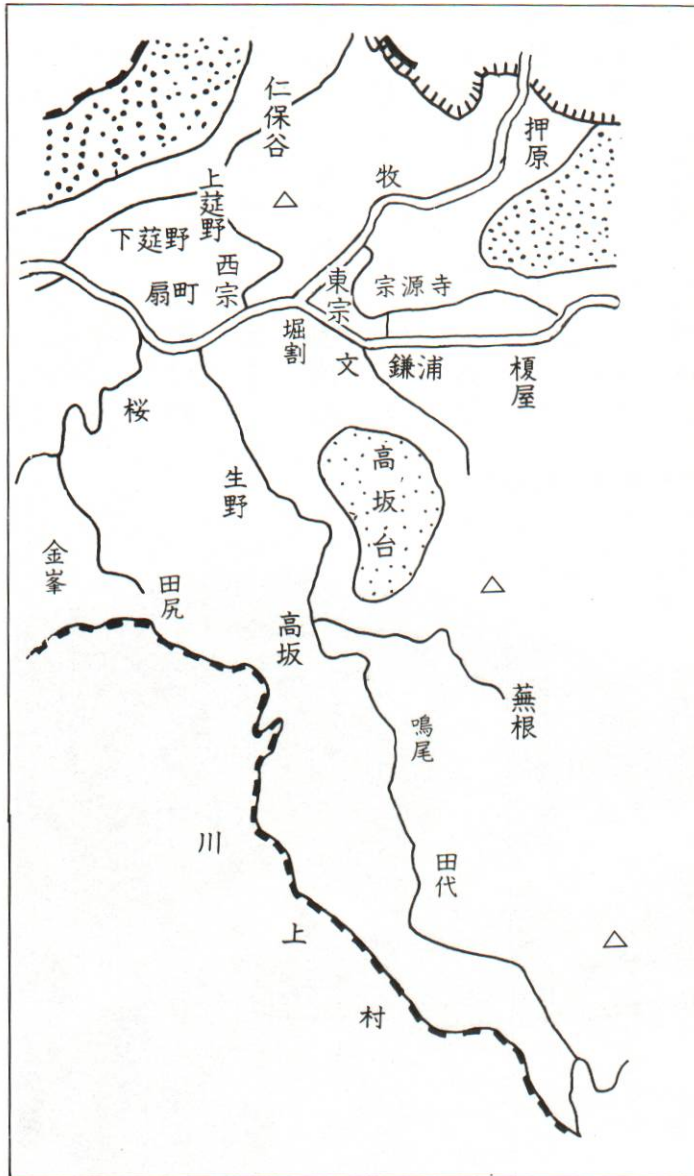 仁保谷
押原
牧
上莚野
下莚野
西宗
扇町
東宗
宗源寺
堀割
文
鎌浦
榎屋
桜
生野
高坂台
金峯
田尻
高坂
蕪根
鳴尾
田代
川上村